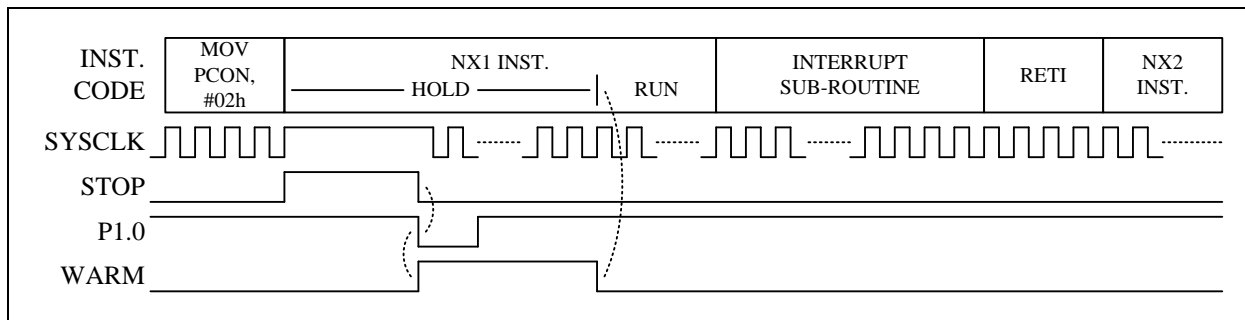 INST.
CODE
MOV
PCON,
#02h
NX1 INST.
HOLD
RUN
INTERRUPT
SUB-ROUTINE
RETI
NX2
INST.
SYSCLK
STOP
P1.0
WARM